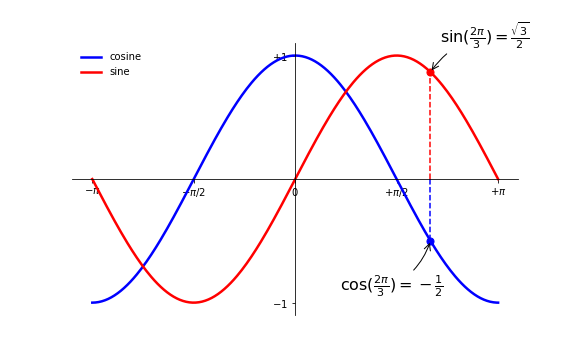 sin(2π/3) = √3/2
cosine
sine
+1
−π
−π/2
0
+π/2
+π
cos(2π/3) = −1/2
−1